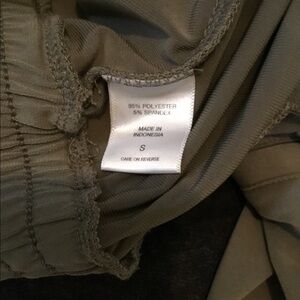 95% POLYESTER
5% SPANDEX
MADE IN
INDONESIA
S
CARE ON REVERSE